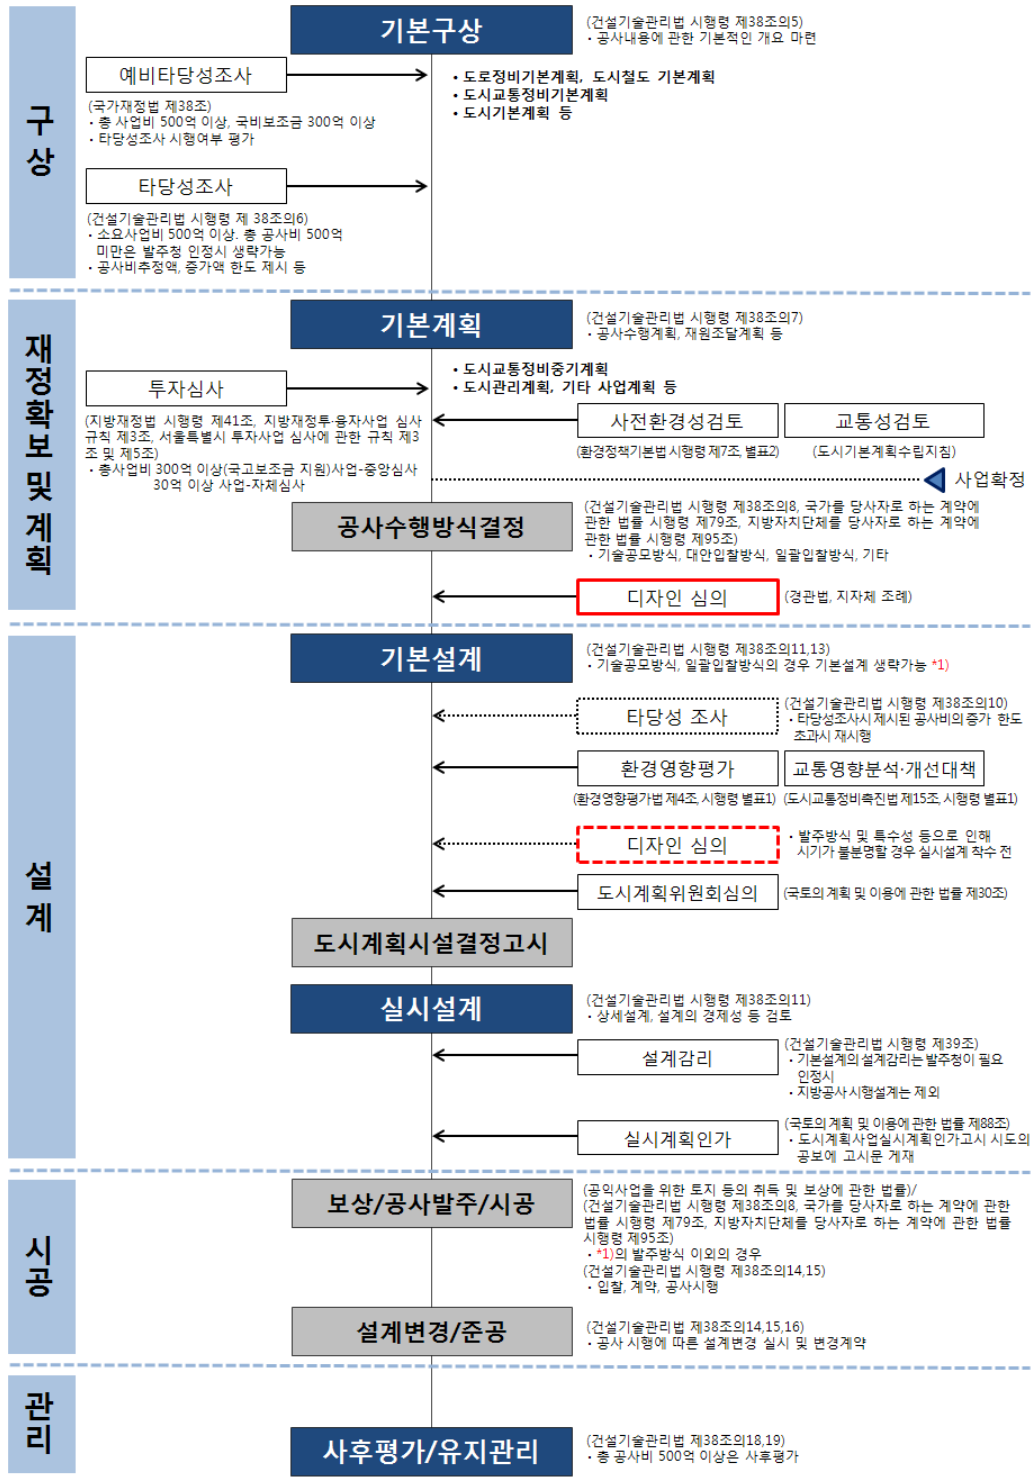 구
상
기본구상
(건설기술관리법 시행령 제38조의5)
· 공사내용에 관한 기본적인 개요 마련
예비타당성조사
(국가재정법 제38조)
· 총 사업비 500억 이상, 국비보조금 300억 이상
· 타당성조사 시행여부 평가
• 도로정비기본계획, 도시철도 기본계획
• 도시교통정비기본계획
• 도시기본계획 등
타당성조사
(건설기술관리법 시행령 제 38조의6)
· 소요사업비 500억 이상. 총 공사비 500억
미만은 발주청 인정시 생략가능
· 공사비추정액, 증가액 한도 제시 등
재
정
확
보
및
계
획
기본계획
(건설기술관리법 시행령 제38조의7)
· 공사수행계획, 재원조달계획 등
• 도시교통정비중기계획
• 도시관리계획, 기타 사업계획 등
투자심사
(지방재정법 시행령 제41조, 지방재정투·융자사업 심사
규칙 제3조, 서울특별시 투자사업 심사에 관한 규칙 제3
조 및 제5조)
· 총사업비 300억 이상(국고보조금 지원)사업-중앙심사
30억 이상 사업-자체심사
사전환경성검토
(환경정책기본법 시행령 제7조, 별표2)
교통성검토
(도시기본계획수립지침)
사업확정
공사수행방식결정
(건설기술관리법 시행령 제38조의8, 국가를 당사자로 하는 계약에
관한 법률 시행령 제79조, 지방자치단체를 당사자로 하는 계약에
관한 법률 시행령 제95조)
· 기술공모방식, 대안입찰방식, 일괄입찰방식, 기타
디자인 심의
(경관법, 지자체 조례)
설
계
기본설계
(건설기술관리법 시행령 제38조의11,13)
· 기술공모방식, 일괄입찰방식의 경우 기본설계 생략가능 *1)
타당성 조사
(건설기술관리법 시행령 제38조의10)
· 타당성조사시 제시된 공사비의 증가 한도
초과시 재시행
환경영향평가
(환경영향평가법 제4조, 시행령 별표1)
교통영향분석·개선대책
(도시교통정비촉진법 제15조, 시행령 별표1)
디자인 심의
· 발주방식 및 특수성 등으로 인해
시기가 불분명할 경우 실시설계 착수 전
도시계획위원회심의
(국토의 계획 및 이용에 관한 법률 제30조)
도시계획시설결정고시
실시설계
(건설기술관리법 시행령 제38조의11)
· 상세설계, 설계의 경제성 등 검토
설계감리
(건설기술관리법 시행령 제39조)
· 기본설계의 설계감리는 발주청이 필요
인정시
· 지방공사 시행설계는 제외
실시계획인가
(국토의 계획 및 이용에 관한 법률 제88조)
· 도시계획사업실시계획인가고시 시도의
공보에 고시문 게재
시
공
보상/공사발주/시공
(공익사업을 위한 토지 등의 취득 및 보상에 관한 법률)/
(건설기술관리법 시행령 제38조의8, 국가를 당사자로 하는 계약에 관한
법률 시행령 제79조, 지방자치단체를 당사자로 하는 계약에 관한 법률
시행령 제95조)
· *1)의 발주방식 이외의 경우
(건설기술관리법 시행령 제38조의14,15)
· 입찰, 계약, 공사시행
설계변경/준공
(건설기술관리법 제38조의14,15,16)
· 공사 시행에 따른 설계변경 실시 및 변경계약
관
리
사후평가/유지관리
(건설기술관리법 제38조의18,19)
· 총 공사비 500억 이상은 사후평가